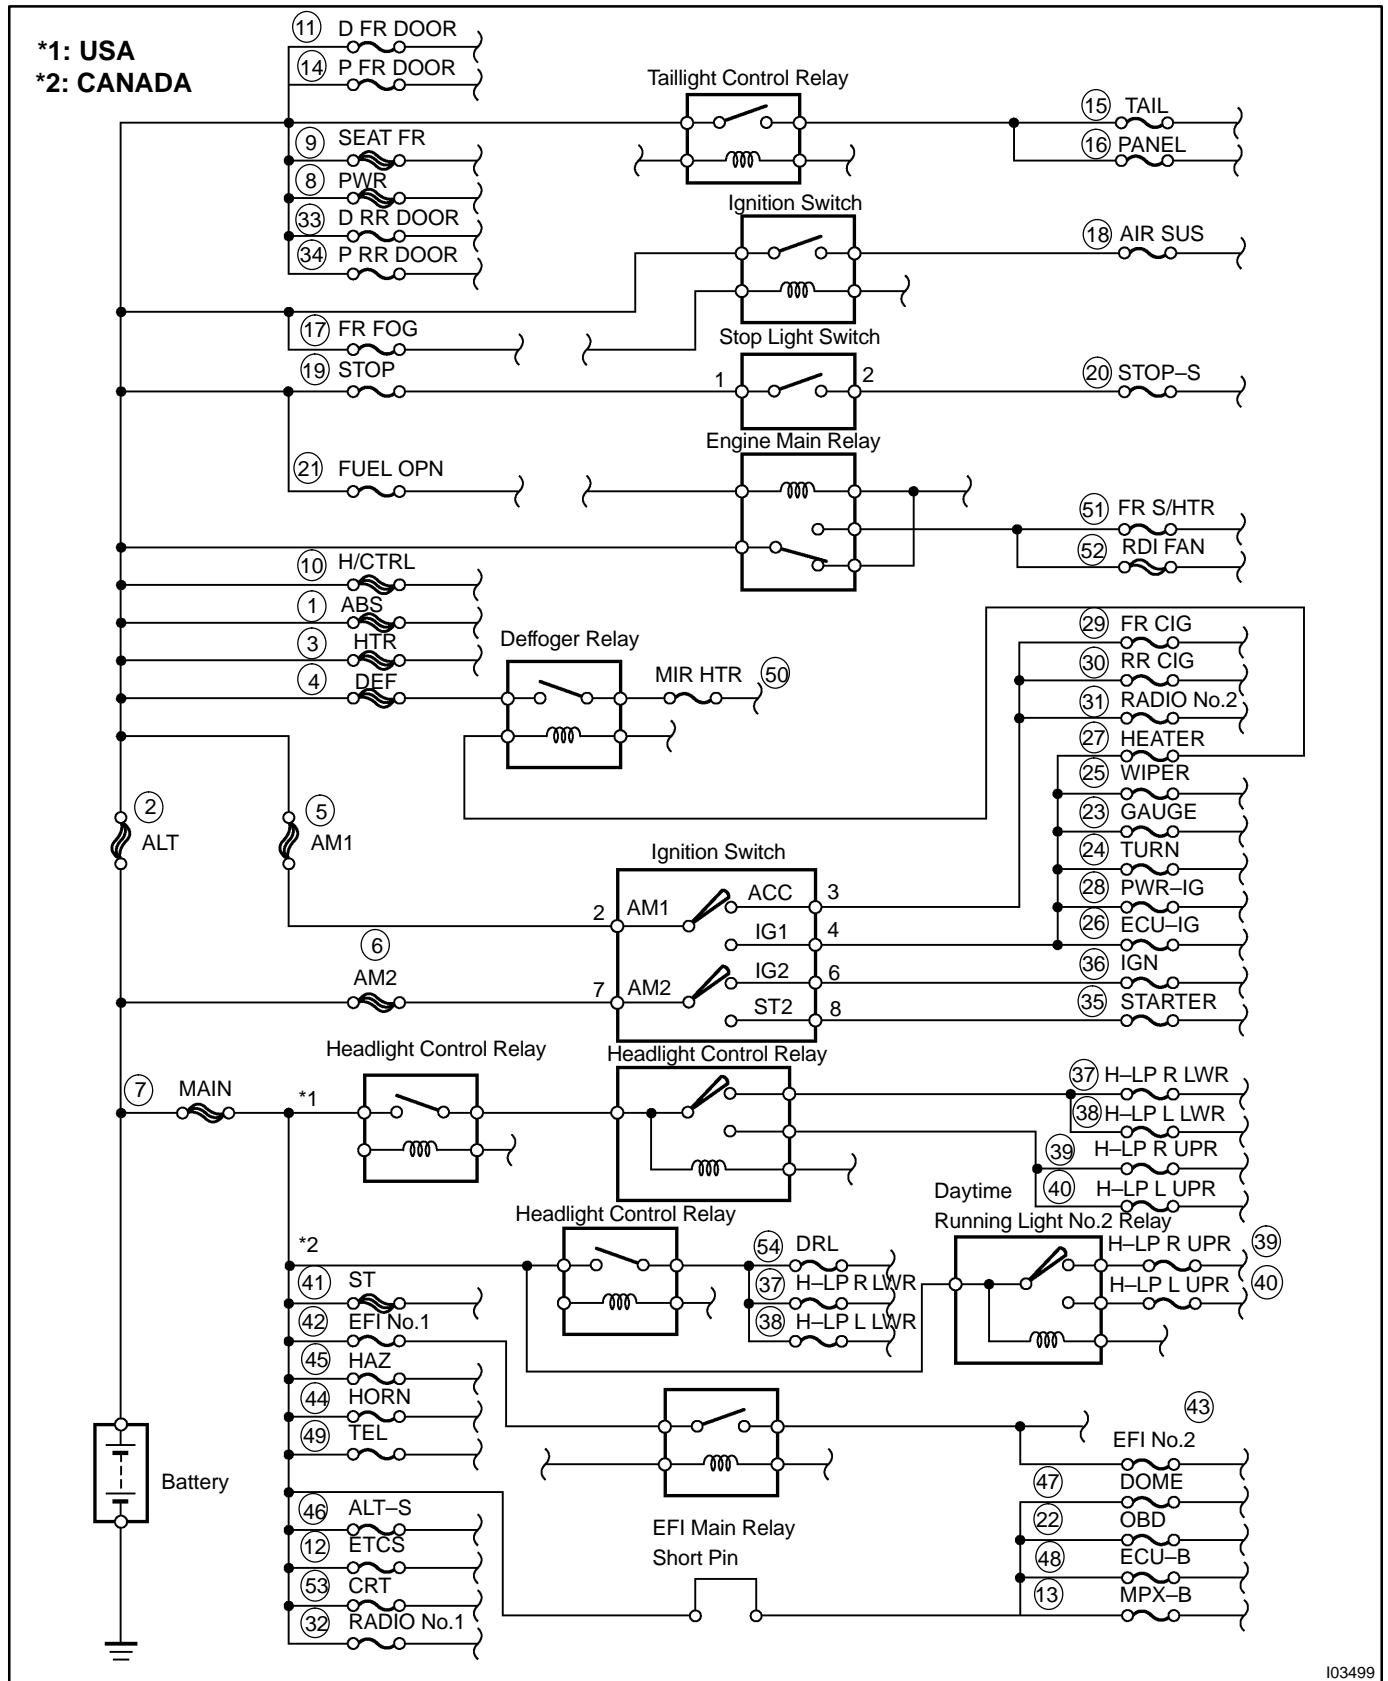 *1: USA
*2: CANADA
11 D FR DOOR
14 P FR DOOR
Taillight Control Relay
15 TAIL
16 PANEL
9 SEAT FR
8 PWR
33 D RR DOOR
34 P RR DOOR
Ignition Switch
18 AIR SUS
17 FR FOG
Stop Light Switch
19 STOP
1 2
20 STOP–S
Engine Main Relay
21 FUEL OPN
51 FR S/HTR
52 RDI FAN
10 H/CTRL
1 ABS
3 HTR
4 DEF
Deffoger Relay
MIR HTR 50
29 FR CIG
30 RR CIG
31 RADIO No.2
27 HEATER
25 WIPER
23 GAUGE
24 TURN
28 PWR–IG
26 ECU–IG
36 IGN
35 STARTER
2 ALT
5 AM1
Ignition Switch
2 AM1 ACC 3
IG1 4
6 AM2
7 AM2 IG2 6
ST2 8
Headlight Control Relay
Headlight Control Relay
7 MAIN
*1
37 H–LP R LWR
38 H–LP L LWR
39 H–LP R UPR
40 H–LP L UPR
Headlight Control Relay
Daytime
Running Light No.2 Relay
*2
54 DRL
37 H–LP R LWR
38 H–LP L LWR
H–LP R UPR 39
H–LP L UPR 40
41 ST
42 EFI No.1
45 HAZ
44 HORN
49 TEL
43
EFI No.2
Battery
46 ALT–S
12 ETCS
53 CRT
32 RADIO No.1
EFI Main Relay
Short Pin
47 DOME
22 OBD
48 ECU–B
13 MPX–B
I03499